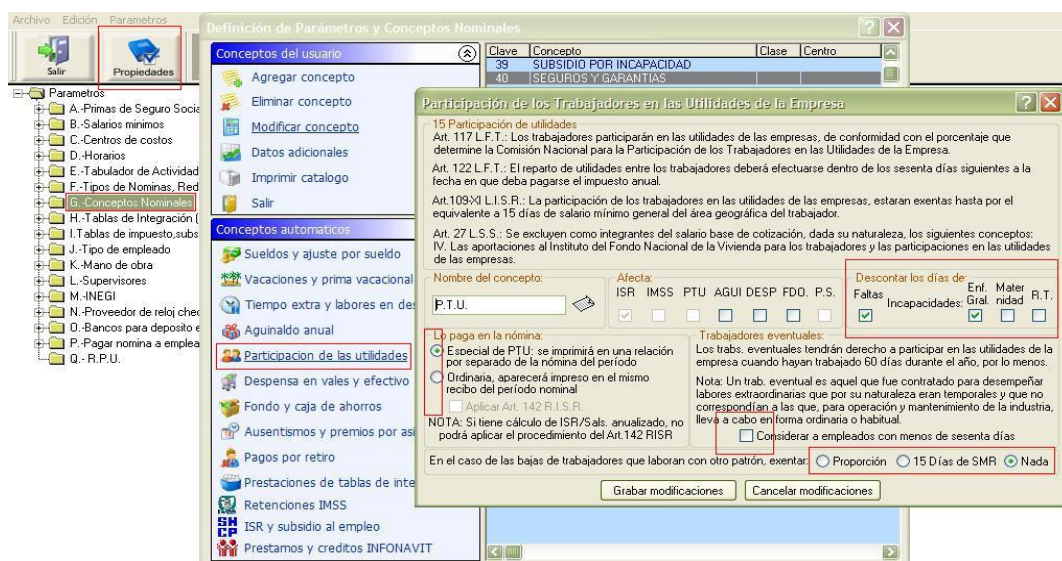 Archivo Edición Parametros
Salir
Propiedades
Parametros
A.-Primas de Seguro Socia
B.-Salarios minimos
C.-Centros de costos
D.-Horarios
E.-Tabulador de Actividad
F.-Tipos de Nominas, Red
G.-Conceptos Nominales
H.-Tablas de Integración (
I.Tablas de impuesto,subs
J.-Tipo de empleado
K.-Mano de obra
L.-Supervisores
M.-INEGI
N.-Proveedor de reloj chec
O.-Bancos para deposito e
P.-Pagar nomina a emplea
Q.- R.P.U.
Definición de Parámetros y Conceptos Nominales
Conceptos del usuario
Agregar concepto
Eliminar concepto
Modificar concepto
Datos adicionales
Imprimir catalogo
Salir
Conceptos automaticos
Sueldos y ajuste por sueldo
Vacaciones y prima vacacional
Tiempo extra y labores en des
Aguinaldo anual
Participacion de las utilidades
Despensa en vales y efectivo
Fondo y caja de ahorros
Ausentismos y premios por asi
Pagos por retiro
Prestaciones de tablas de inte
Retenciones IMSS
SHCP ISR y subsidio al empleo
Prestamos y creditos INFONAVIT
Clave Concepto Clase Centro
39 SUBSIDIO POR INCAPACIDAD
40 SEGUROS Y GARANTIAS
Participación de los Trabajadores en las Utilidades de la Empresa
15 Participación de utilidades
Art. 117 L.F.T.: Los trabajadores participarán en las utilidades de las empresas, de conformidad con el porcentaje que
determine la Comisión Nacional para la Participación de los Trabajadores en las Utilidades de la Empresa.
Art. 122 L.F.T.: El reparto de utilidades entre los trabajadores deberá efectuarse dentro de los sesenta días siguientes a la
fecha en que deba pagarse el impuesto anual.
Art.109-XI L.I.S.R.: La participación de los trabajadores en las utilidades de las empresas, estaran exentas hasta por el
equivalente a 15 días de salario mínimo general del área geográfica del trabajador.
Art. 27 L.S.S.: Se excluyen como integrantes del salario base de cotización, dada su naturaleza, los siguientes conceptos:
IV. Las aportaciones al Instituto del Fondo Nacional de la Vivienda para los trabajadores y las participaciones en las utilidades
de las empresas.
Nombre del concepto:
P.T.U.
Afecta:
ISR IMSS PTU AGUI DESP FDO. P.S.
Descontar los días de:
Faltas Incapacidades: Enf. Gral. Mater nidad R.T.
Lo paga en la nómina:
Especial de PTU: se imprimirá en una relación
por separado de la nómina del período
Ordinaria, aparecerá impreso en el mismo
recibo del período nominal
Aplicar Art. 142 R.I.S.R.
NOTA: Si tiene cálculo de ISR/Sals. anualizado, no
podrá aplicar el procedimiento del Art.142 RISR
Trabajadores eventuales:
Los trabs. eventuales tendrán derecho a participar en las utilidades de la
empresa cuando hayan trabajado 60 días durante el año, por lo menos.
Nota: Un trab. eventual es aquel que fue contratado para desempeñar
labores extraordinarias que por su naturaleza eran temporales y que no
correspondían a las que, para operación y mantenimiento de la industria,
lleva a cabo en forma ordinaria o habitual.
Considerar a empleados con menos de sesenta días
En el caso de las bajas de trabajadores que laboran con otro patrón, exentar: Proporción 15 Días de SMR Nada
Grabar modificaciones Cancelar modificaciones